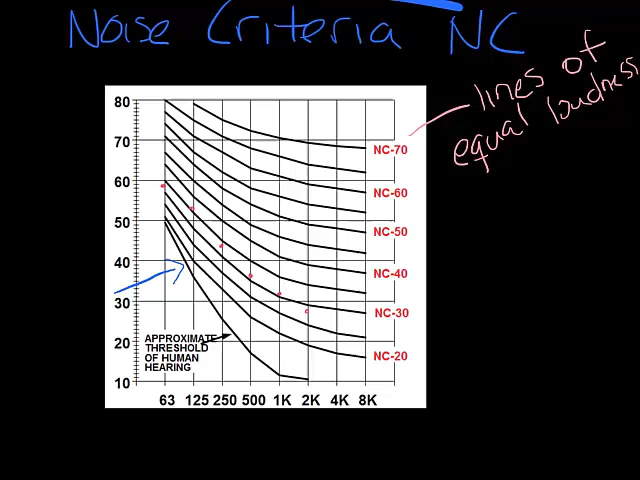 Noise Criteria NC
lines of
equal loudness
80
70
60
50
40
30
20
10
NC-70
NC-60
NC-50
NC-40
NC-30
NC-20
APPROXIMATE
THRESHOLD
OF HUMAN
HEARING
63 125 250 500 1K 2K 4K 8K